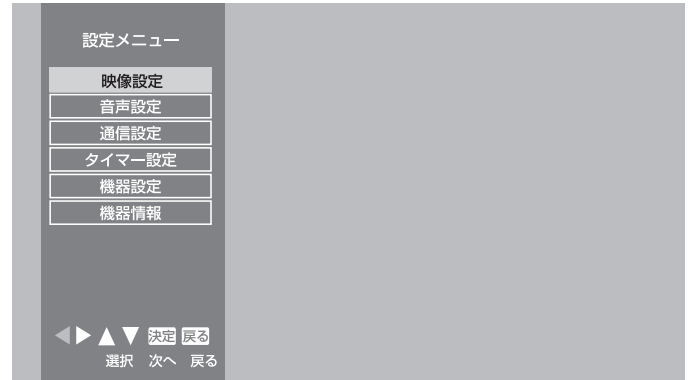 設定メニュー
映像設定
音声設定
通信設定
タイマー設定
機器設定
機器情報
決定 戻る
選択 次へ 戻る